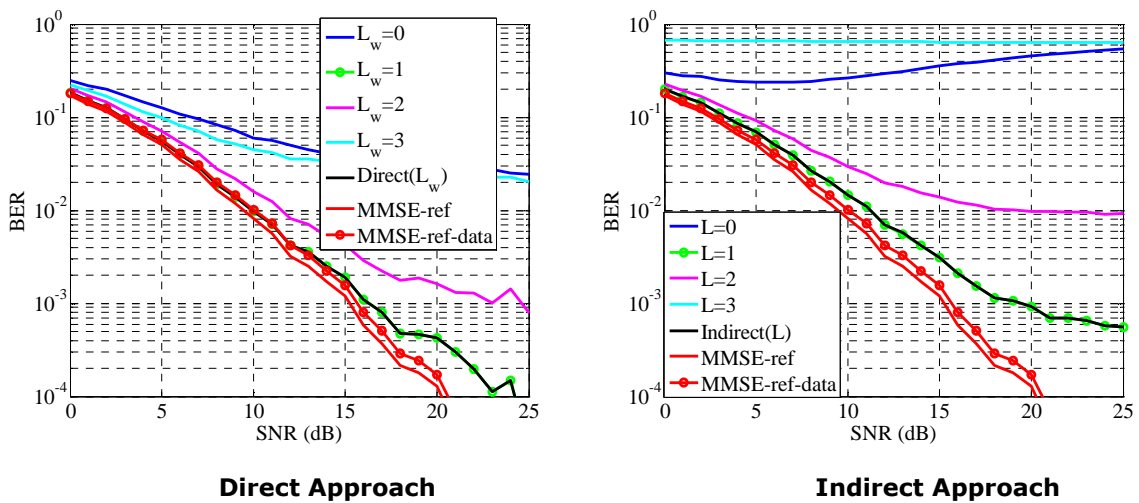 10^0
10^-1
10^-2
10^-3
10^-4
BER
0
5
10
15
20
25
SNR (dB)
L_w=0
L_w=1
L_w=2
L_w=3
Direct(L_w)
MMSE-ref
MMSE-ref-data
Direct Approach
10^0
10^-1
10^-2
10^-3
10^-4
BER
0
5
10
15
20
25
SNR (dB)
L=0
L=1
L=2
L=3
Indirect(L)
MMSE-ref
MMSE-ref-data
Indirect Approach